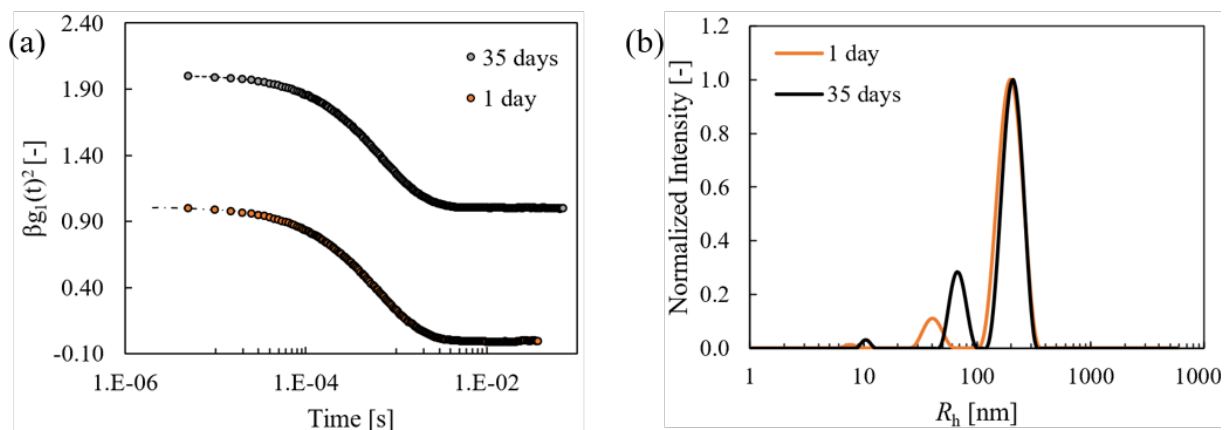 (a)
2.40
1.90
1.40
0.90
0.40
-0.10
βg₁(t)² [-]
35 days
1 day
1.E-06
1.E-04
1.E-02
Time [s]
(b)
1.2
1.0
0.8
0.6
0.4
0.2
0.0
Normalized Intensity [-]
1 day
35 days
1
10
100
1000
1000
Rₕ [nm]